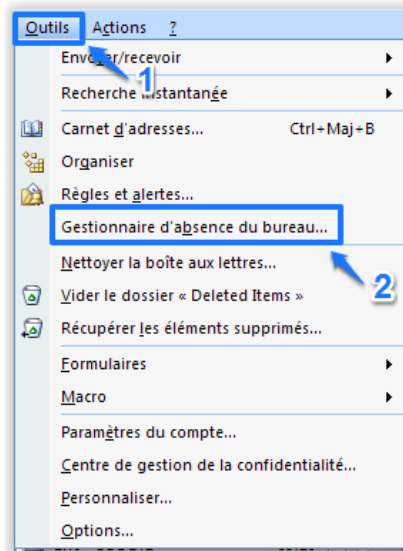 Outils Actions ?
Envoyer/recevoir
1
Recherche instantanée
Carnet d'adresses... Ctrl+Maj+B
Organiser
Règles et alertes...
Gestionnaire d'absence du bureau...
Nettoyer la boîte aux lettres...
2
Vider le dossier « Deleted Items »
Récupérer les éléments supprimés...
Formulaires
Macro
Paramètres du compte...
Centre de gestion de la confidentialité...
Personnaliser...
Options...